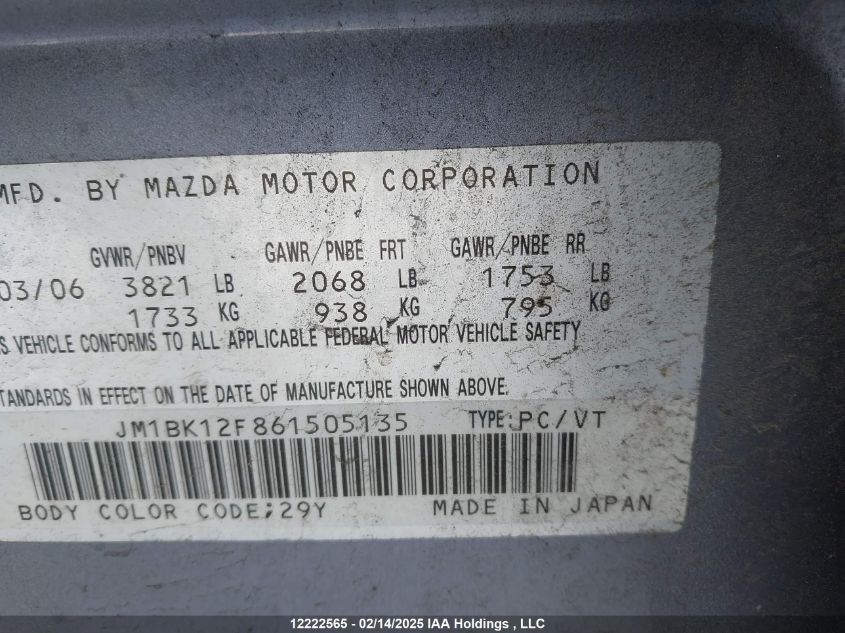 MFD. BY MAZDA MOTOR CORPORATION
GVWR/PNBV GAWR/PNBE FRT GAWR/PNBE RR
03/06 3821 LB 2068 LB 1753 LB
1733 KG 938 KG 795 KG
S VEHICLE CONFORMS TO ALL APPLICABLE FEDERAL MOTOR VEHICLE SAFETY
TANDARDS IN EFFECT ON THE DATE OF MANUFACTURE SHOWN ABOVE.
JM1BK12F861505135 TYPE:PC/VT
BODY COLOR CODE;29Y MADE IN JAPAN
12222565 - 02/14/2025 IAA Holdings , LLC